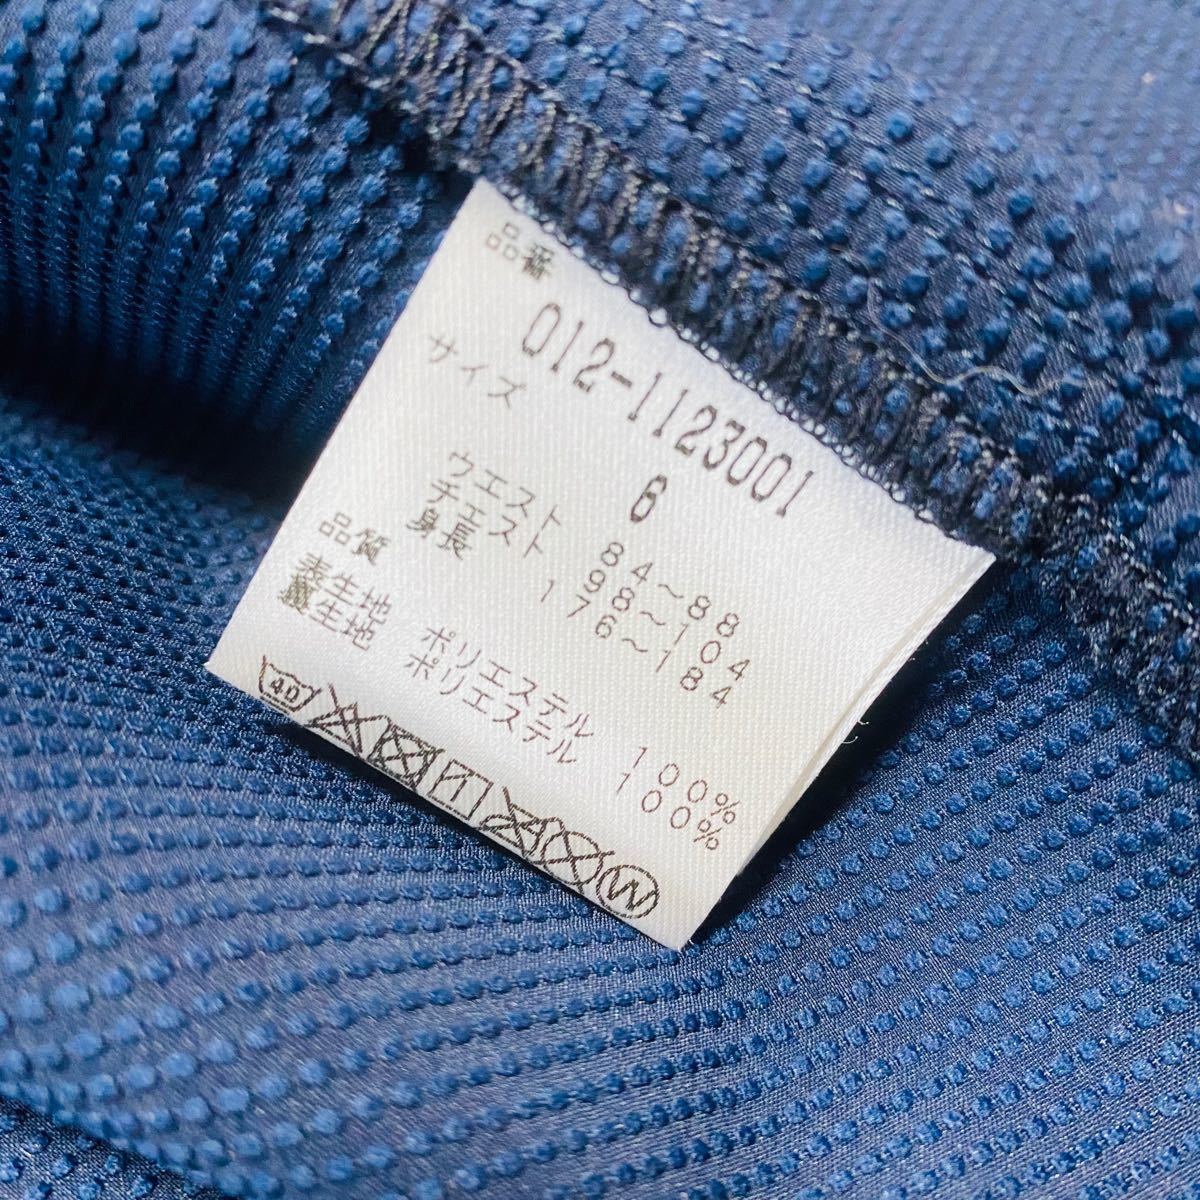 品番
012-1123001
サイズ
6
ウエスト 84～88
チェスト 98～104
身長 176～184
品質
表生地 ポリエステル 100%
裏生地 ポリエステル 100%
40
W